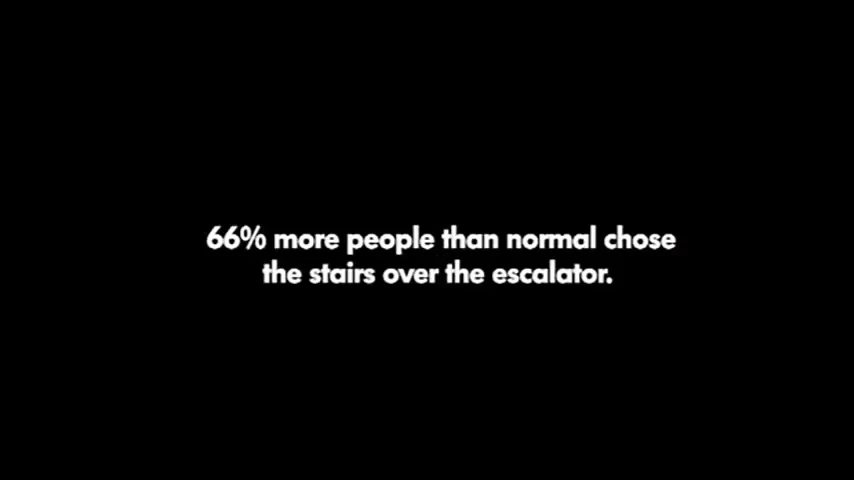 66% more people than normal chose
the stairs over the escalator.